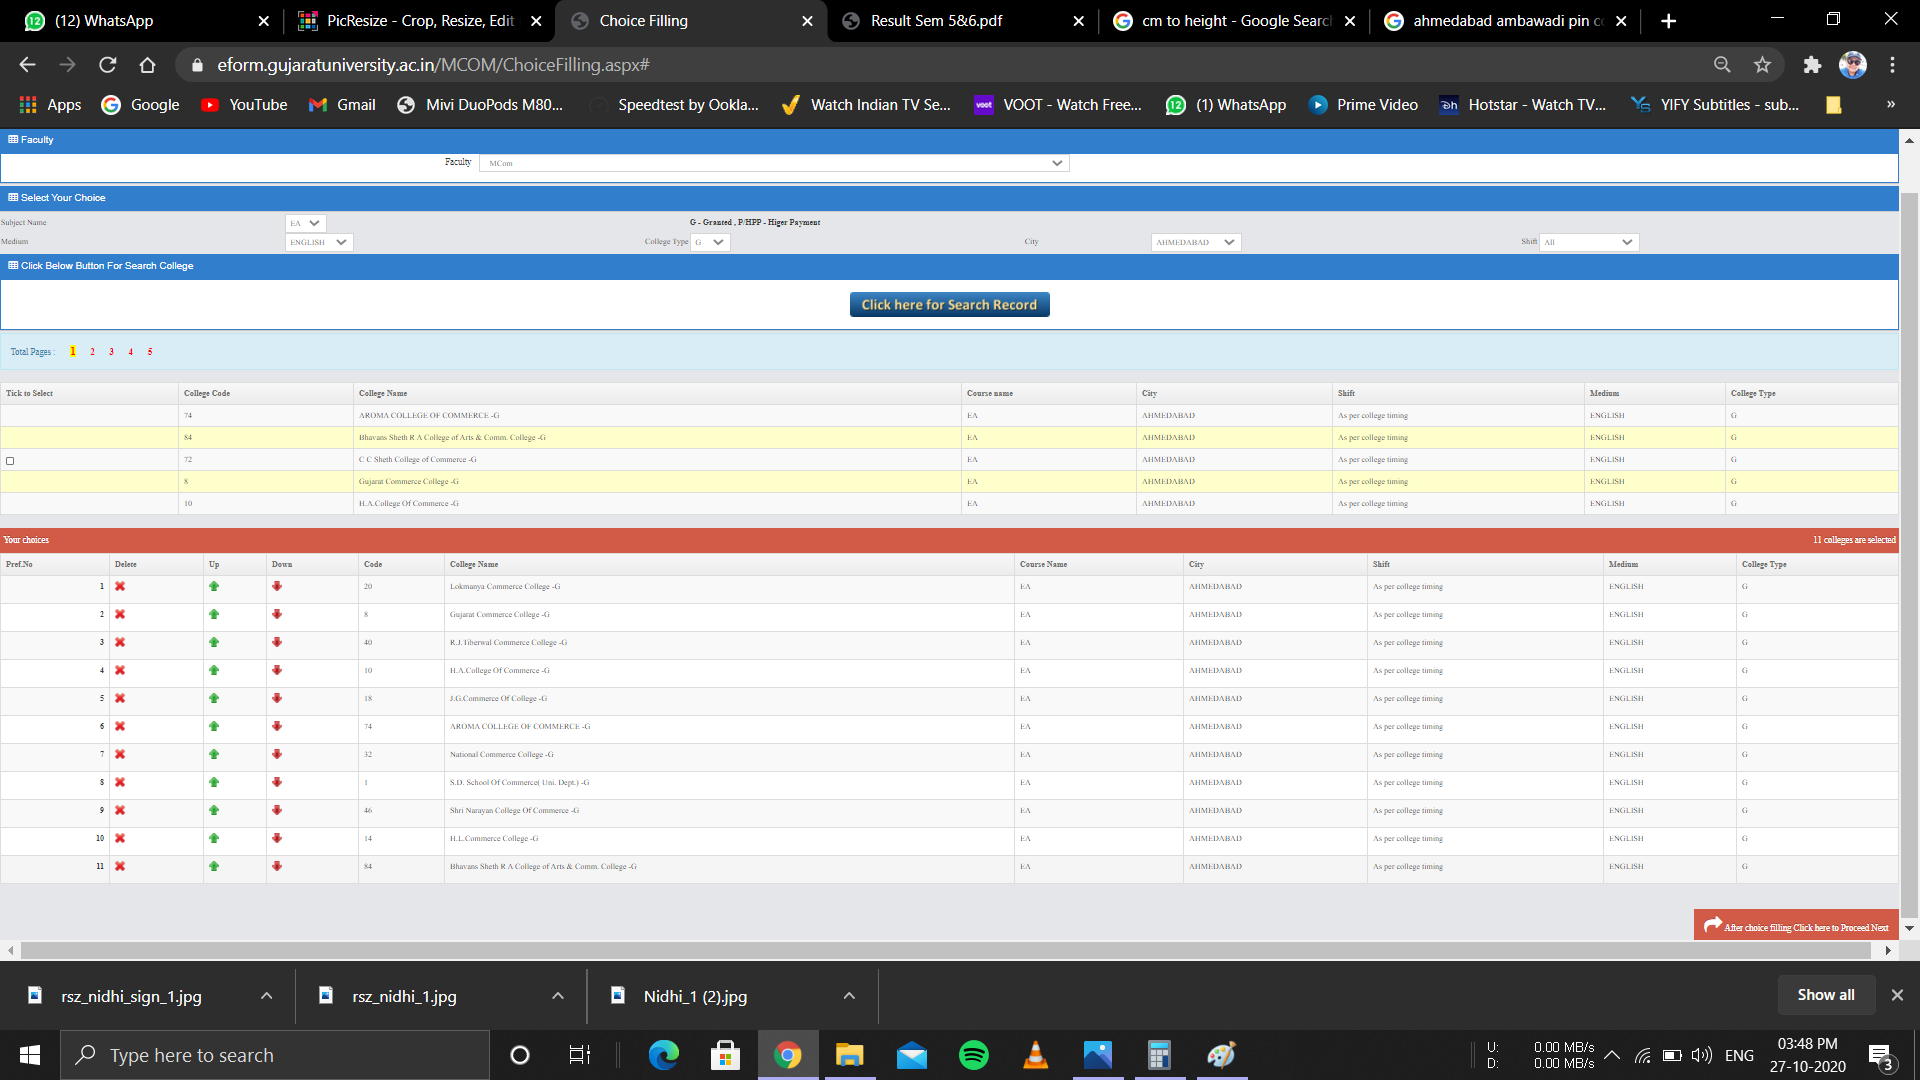 (12) WhatsApp PicResize - Crop, Resize, Edit Choice Filling Result Sem 5&6.pdf cm to height - Google Searc ahmedabad ambawadi pin c
eform.gujaratuniversity.ac.in/MCOM/ChoiceFilling.aspx#
Apps Google YouTube Gmail Mivi DuoPods M80... Speedtest by Ookla... Watch Indian TV Se... VOOT - Watch Free... (1) WhatsApp Prime Video Hotstar - Watch TV... YIFY Subtitles - sub... »
Faculty
Faculty MCom
Select Your Choice
Subject Name EA G - Granted , P/HPP - Higer Payment
Medium ENGLISH College Type G City AHMEDABAD Shift All
Click Below Button For Search College
Click here for Search Record
Total Pages : 1 2 3 4 5
Tick to Select College Code College Name Course name City Shift Medium College Type
74 AROMA COLLEGE OF COMMERCE -G EA AHMEDABAD As per college timing ENGLISH G
84 Bhavans Sheth R A College of Arts & Comm. College -G EA AHMEDABAD As per college timing ENGLISH G
72 C C Sheth College of Commerce -G EA AHMEDABAD As per college timing ENGLISH G
8 Gujarat Commerce College -G EA AHMEDABAD As per college timing ENGLISH G
10 H.A.College Of Commerce -G EA AHMEDABAD As per college timing ENGLISH G
Your choices 11 colleges are selected
Pref.No Delete Up Down Code College Name Course Name City Shift Medium College Type
1 20 Lokmanya Commerce College -G EA AHMEDABAD As per college timing ENGLISH G
2 8 Gujarat Commerce College -G EA AHMEDABAD As per college timing ENGLISH G
3 40 R.J.Tiberwal Commerce College -G EA AHMEDABAD As per college timing ENGLISH G
4 10 H.A.College Of Commerce -G EA AHMEDABAD As per college timing ENGLISH G
5 18 J.G.Commerce Of College -G EA AHMEDABAD As per college timing ENGLISH G
6 74 AROMA COLLEGE OF COMMERCE -G EA AHMEDABAD As per college timing ENGLISH G
7 32 National Commerce College -G EA AHMEDABAD As per college timing ENGLISH G
8 1 S.D. School Of Commerce( Uni. Dept.) -G EA AHMEDABAD As per college timing ENGLISH G
9 46 Shri Narayan College Of Commerce -G EA AHMEDABAD As per college timing ENGLISH G
10 14 H.L.Commerce College -G EA AHMEDABAD As per college timing ENGLISH G
11 84 Bhavans Sheth R A College of Arts & Comm. College -G EA AHMEDABAD As per college timing ENGLISH G
After choice filling Click here to Proceed Next
rsz_nidhi_sign_1.jpg rsz_nidhi_1.jpg Nidhi_1 (2).jpg Show all
Type here to search U: 0.00 MB/s ENG 03:48 PM
D: 0.00 MB/s 27-10-2020 3